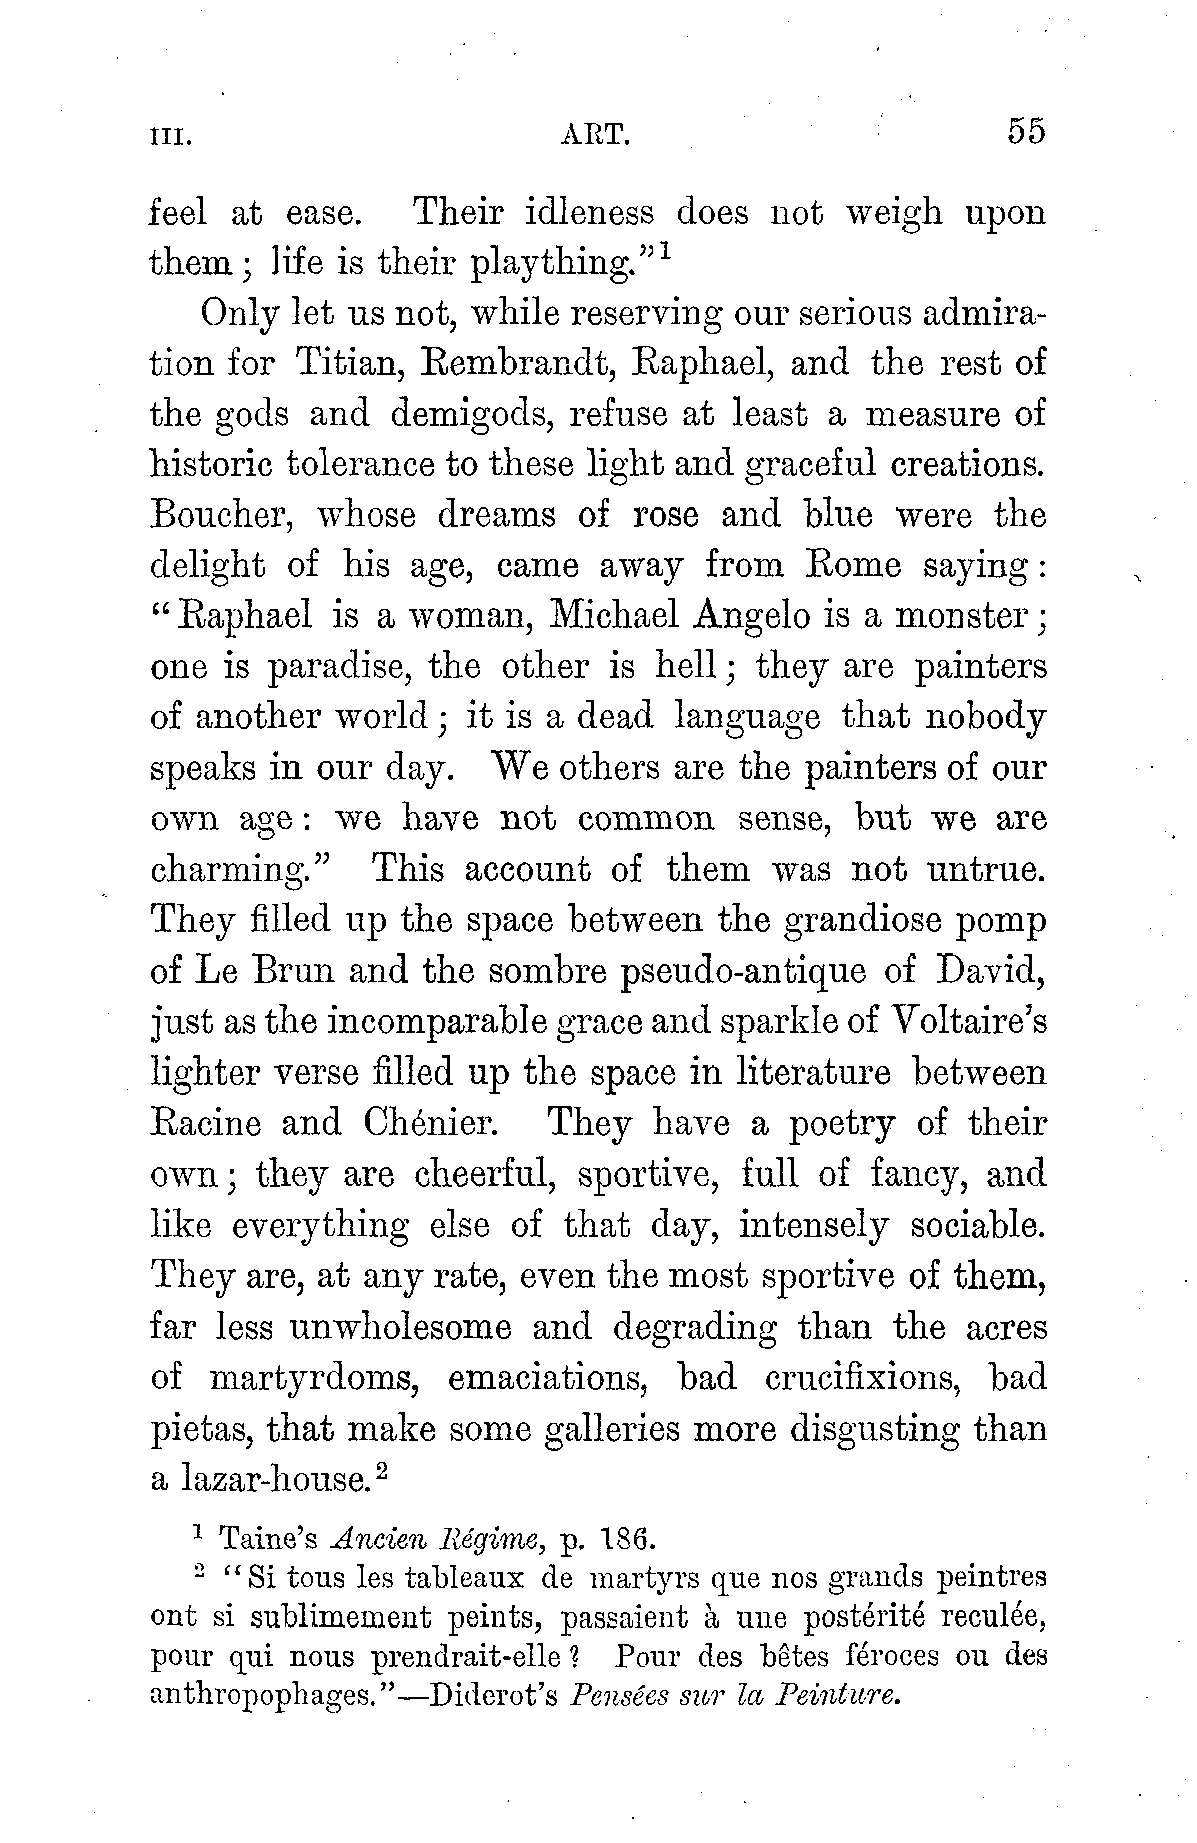 III. ART. 55
feel at ease. Their idleness does not weigh upon
them; life is their plaything."¹
Only let us not, while reserving our serious admira-
tion for Titian, Rembrandt, Raphael, and the rest of
the gods and demigods, refuse at least a measure of
historic tolerance to these light and graceful creations.
Boucher, whose dreams of rose and blue were the
delight of his age, came away from Rome saying:
"Raphael is a woman, Michael Angelo is a monster;
one is paradise, the other is hell; they are painters
of another world; it is a dead language that nobody
speaks in our day. We others are the painters of our
own age: we have not common sense, but we are
charming." This account of them was not untrue.
They filled up the space between the grandiose pomp
of Le Brun and the sombre pseudo-antique of David,
just as the incomparable grace and sparkle of Voltaire's
lighter verse filled up the space in literature between
Racine and Chénier. They have a poetry of their
own; they are cheerful, sportive, full of fancy, and
like everything else of that day, intensely sociable.
They are, at any rate, even the most sportive of them,
far less unwholesome and degrading than the acres
of martyrdoms, emaciations, bad crucifixions, bad
pietas, that make some galleries more disgusting than
a lazar-house.²
¹ Taine's Ancien Régime, p. 186.
² "Si tous les tableaux de martyrs que nos grands peintres
ont si sublimement peints, passaient à une postérité reculée,
pour qui nous prendrait-elle? Pour des bêtes féroces ou des
anthropophages."—Diderot's Pensées sur la Peinture.